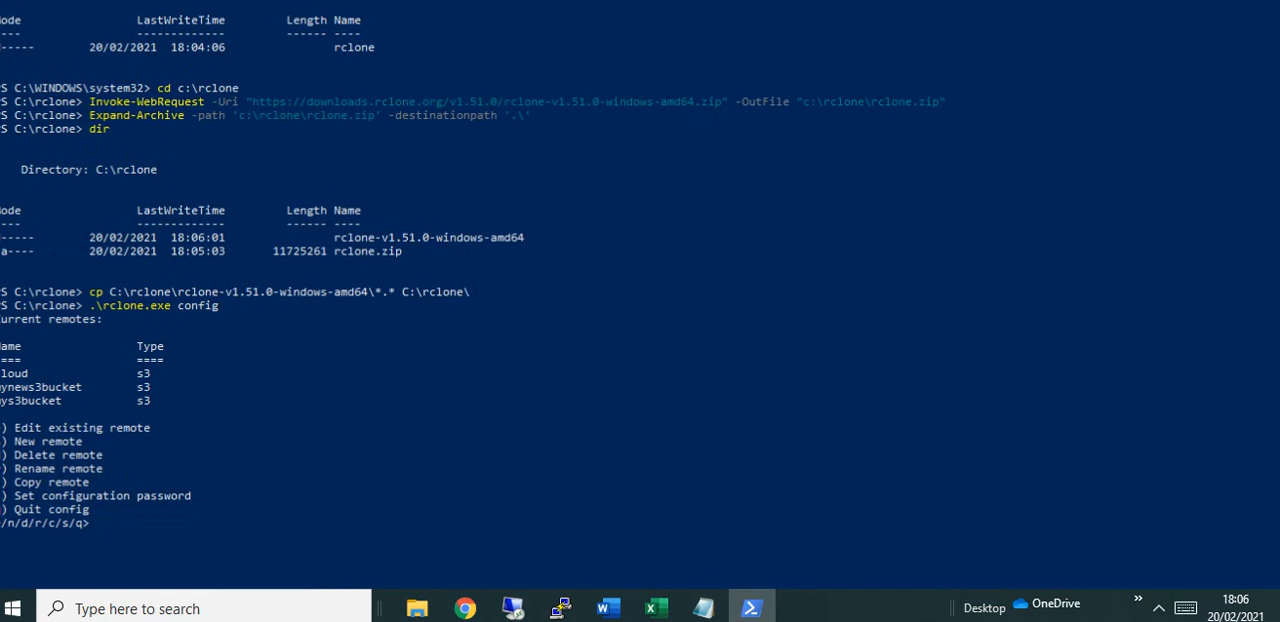 ode LastWriteTime Length Name
--- ------------- ------ ----
----- 20/02/2021 18:04:06 rclone
PS C:\WINDOWS\system32> cd c:\rclone
PS C:\rclone> Invoke-WebRequest -Uri "https://downloads.rclone.org/v1.51.0/rclone-v1.51.0-windows-amd64.zip" -OutFile "c:\rclone\rclone.zip"
PS C:\rclone> Expand-Archive -path 'c:\rclone\rclone.zip' -destinationpath '.\'
PS C:\rclone> dir
Directory: C:\rclone
ode LastWriteTime Length Name
--- ------------- ------ ----
----- 20/02/2021 18:06:01 rclone-v1.51.0-windows-amd64
a---- 20/02/2021 18:05:03 11725261 rclone.zip
PS C:\rclone> cp C:\rclone\rclone-v1.51.0-windows-amd64\*.* C:\rclone\
PS C:\rclone> .\rclone.exe config
urrent remotes:
ame Type
=== ====
loud s3
ynews3bucket s3
ys3bucket s3
) Edit existing remote
) New remote
) Delete remote
) Rename remote
) Copy remote
) Set configuration password
) Quit config
/n/d/r/c/s/q>
Type here to search
Desktop
OneDrive
18:06
20/02/2021